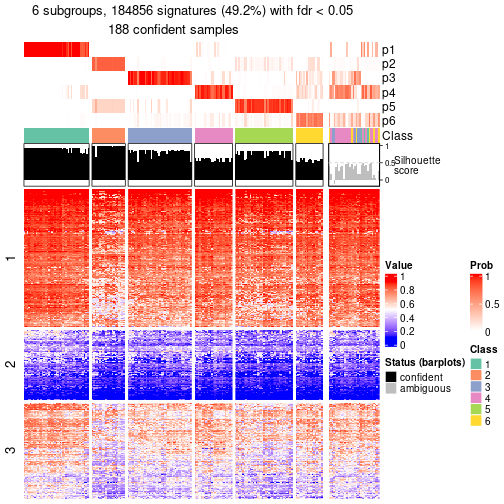 6 subgroups, 184856 signatures (49.2%) with fdr < 0.05
188 confident samples
p1
p2
p3
p4
p5
p6
Class
1
0.5
0
Silhouette
score
1
2
3
Value
1
0.8
0.6
0.4
0.2
0
Status (barplots)
confident
ambiguous
Prob
1
0.5
0
Class
1
2
3
4
5
6